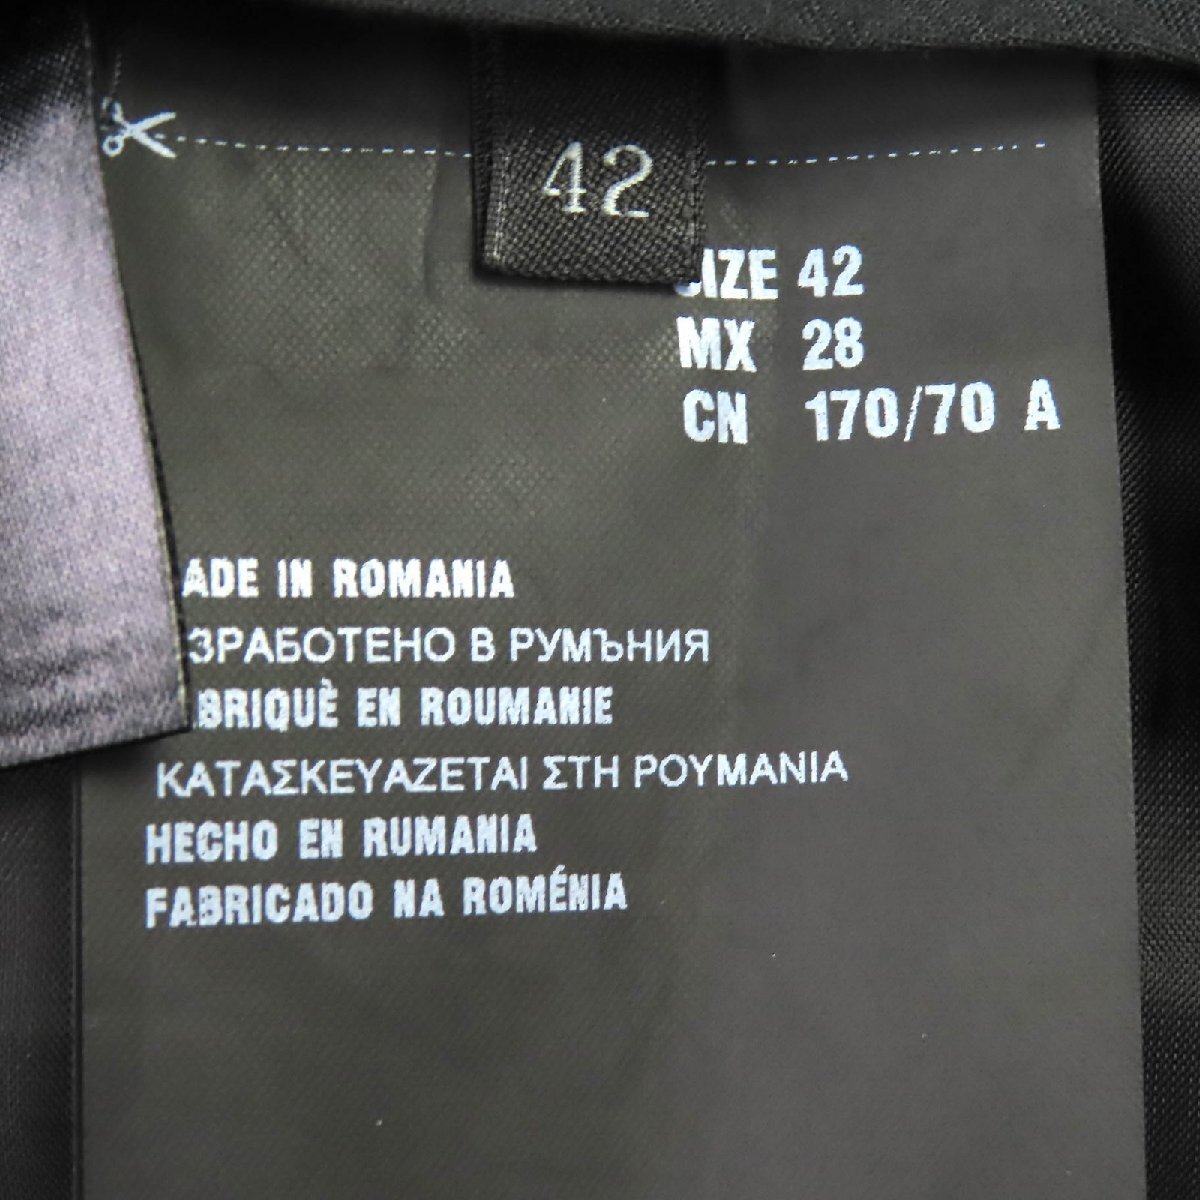 42
SIZE 42
MX 28
CN 170/70 A
ADE IN ROMANIA
ЗРАБОТЕНО В РУМЪНИЯ
BRIQUÈ EN ROUMANIE
ΚΑΤΑΣΚΕΥΑΖΕΤΑΙ ΣΤΗ ΡΟΥΜΑΝΙΑ
HECHO EN RUMANIA
FABRICADO NA ROMÉNIA